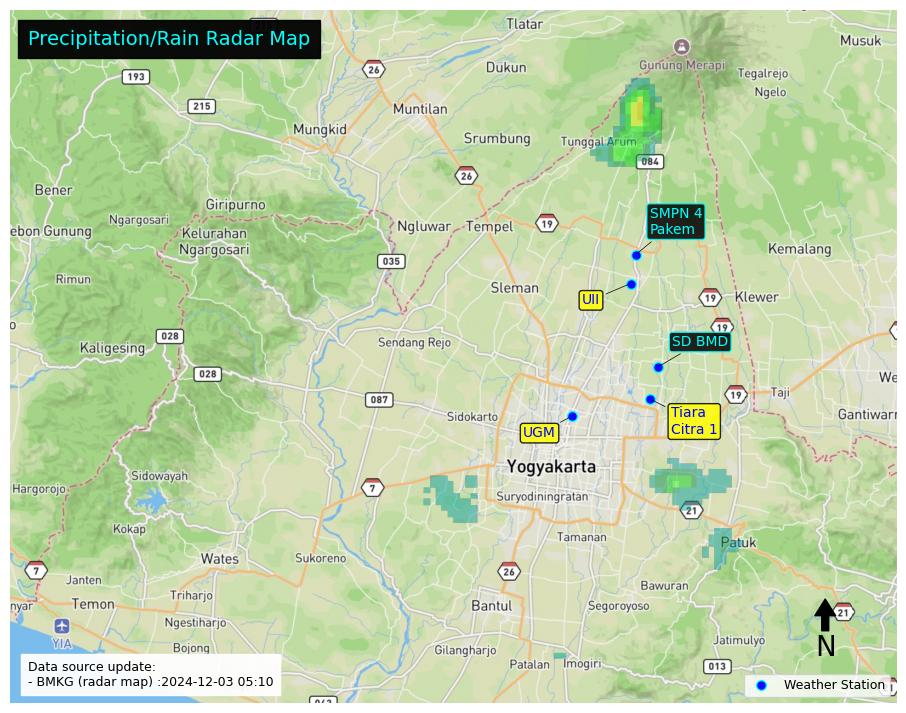 Precipitation/Rain Radar Map
Tlatar
Musuk
26
Gunung Merapi
193
Dukun
Tegalrejo
Ngelo
215
Muntilan
Mungkid
Srumbung
Tunggal Arum
084
26
Bener
Giripurno
SMPN 4
Pakem
Ngargosari
Ngluwar
Tempel
19
ebon Gunung
Kelurahan
Ngargosari
Kemalang
035
Rimun
Sleman
UII
19
Klewer
19
028
Kaligesing
Sendang Rejo
SD BMD
028
We
087
19
Taji
Sidokarto
Tiara
Citra 1
Gantiwarn
UGM
Yogyakarta
Sidowayah
Hargorojo
7
Suryodiningratan
21
Kokap
Tamanan
Patuk
Wates
Sukoreno
7
Janten
26
Bawuran
Triharjo
nyar
Temon
Bantul
Segoroyoso
21
Ngestiharjo
YIA
N
Bojong
Gilangharjo
Jatimulyo
Patalan
Imogiri
013
Data source update:
- BMKG (radar map) :2024-12-03 05:10
Weather Station